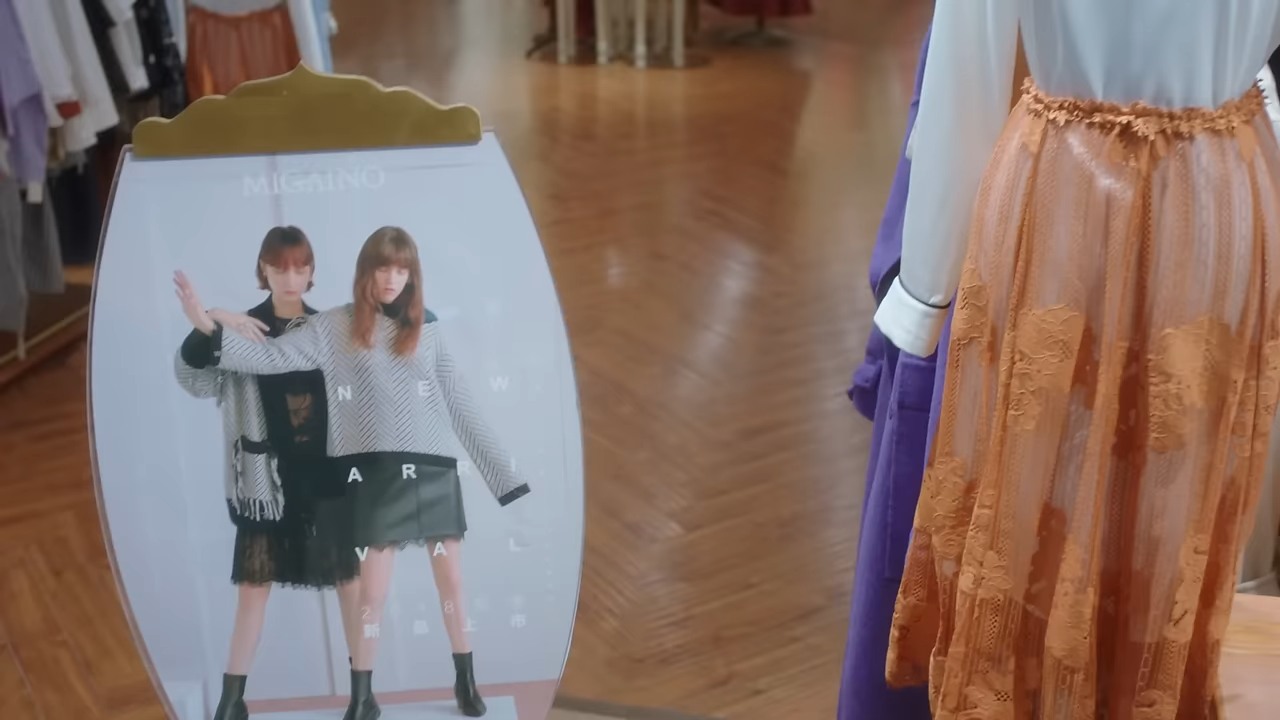 MIGAINO
N E W
A R R I
V A L
新 品 上 市